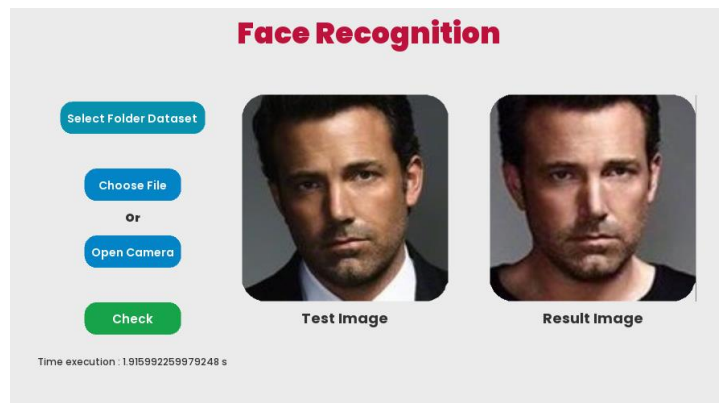 Face Recognition
Select Folder Dataset
Choose File
Or
Open Camera
Check
Test Image
Result Image
Time execution : 1.915992259979248 s